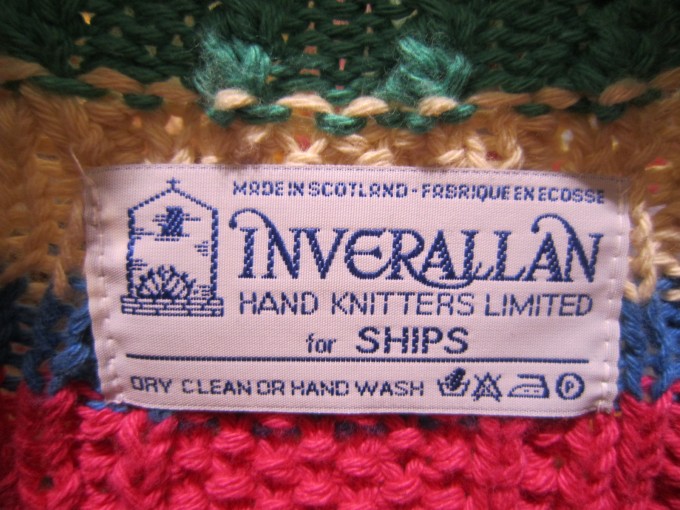 MADE IN SCOTLAND - FABRIQUE EN ECOSSE
INVERALLAN
HAND KNITTERS LIMITED
for SHIPS
DRY CLEAN OR HAND WASH P